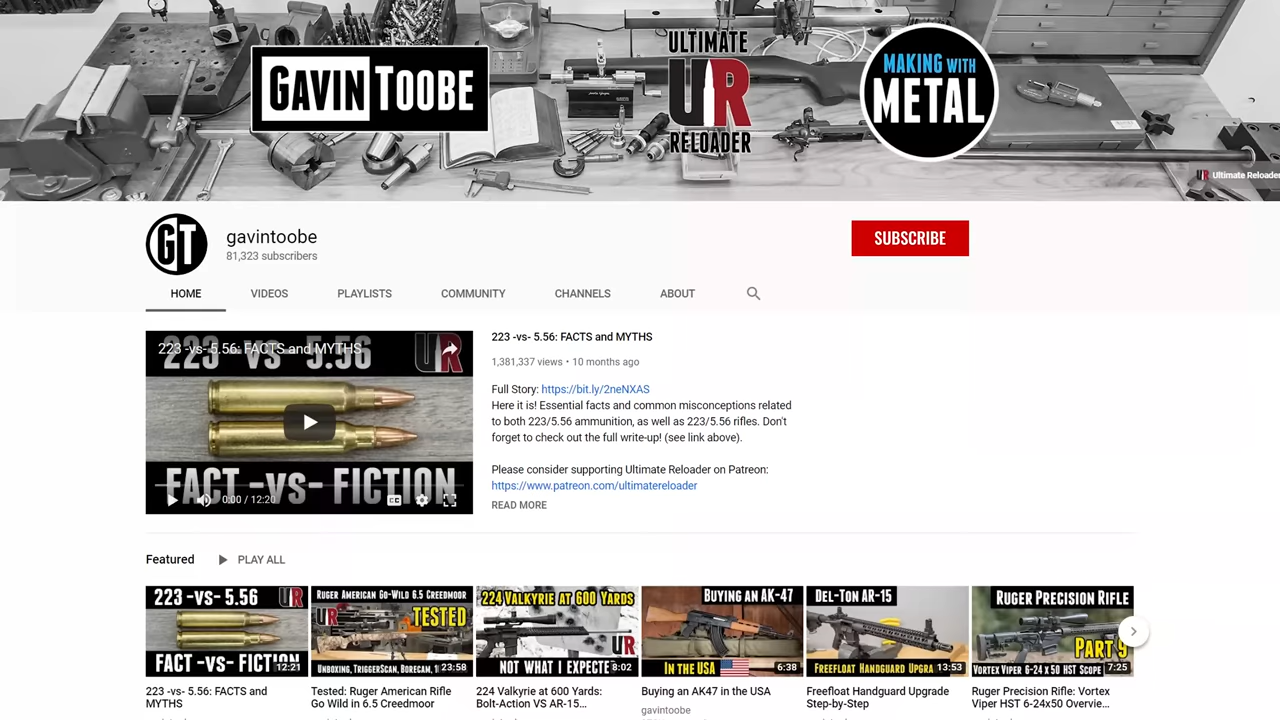 GAVIN TOOBE
ULTIMATE
UR
RELOADER
MAKING WITH
METAL
UR Ultimate Reloader
GT
gavintoobe
81,323 subscribers
SUBSCRIBE
HOME VIDEOS PLAYLISTS COMMUNITY CHANNELS ABOUT
223 -vs- 5.56
223 -vs- 5.56: FACTS and MYTHS
UR
FACT -vs- FICTION
0:00 / 12:20
CC
223 -vs- 5.56: FACTS and MYTHS
1,381,337 views • 10 months ago
Full Story: https://bit.ly/2neNXAS
Here it is! Essential facts and common misconceptions related
to both 223/5.56 ammunition, as well as 223/5.56 rifles. Don't
forget to check out the full write-up! (see link above).
Please consider supporting Ultimate Reloader on Patreon:
https://www.patreon.com/ultimatereloader
READ MORE
Featured PLAY ALL
223 -VS- 5.56 UR
FACT -VS- FICTION
12:21
223 -vs- 5.56: FACTS and
MYTHS
RUGER AMERICAN GO-WILD 6.5 CREEDMOOR
UR
TESTED
UNBOXING, TRIGGERSCAN, BORECAM, 1
23:58
Tested: Ruger American Rifle
Go Wild in 6.5 Creedmoor
224 VALKYRIE AT 600 YARDS
UR
NOT WHAT I EXPECTE
8:02
224 Valkyrie at 600 Yards:
Bolt-Action VS AR-15...
BUYING AN AK-47
IN THE USA
6:38
Buying an AK47 in the USA
gavintoobe
DEL-TON AR-15
FREEFLOAT HANDGUARD UPGRA
13:53
Freefloat Handguard Upgrade
Step-by-Step
RUGER PRECISION RIFLE
PART 9
VORTEX VIPER 6-24 X 50 HST SCOPE
7:25
Ruger Precision Rifle: Vortex
Viper HST 6-24x50 Overvie...